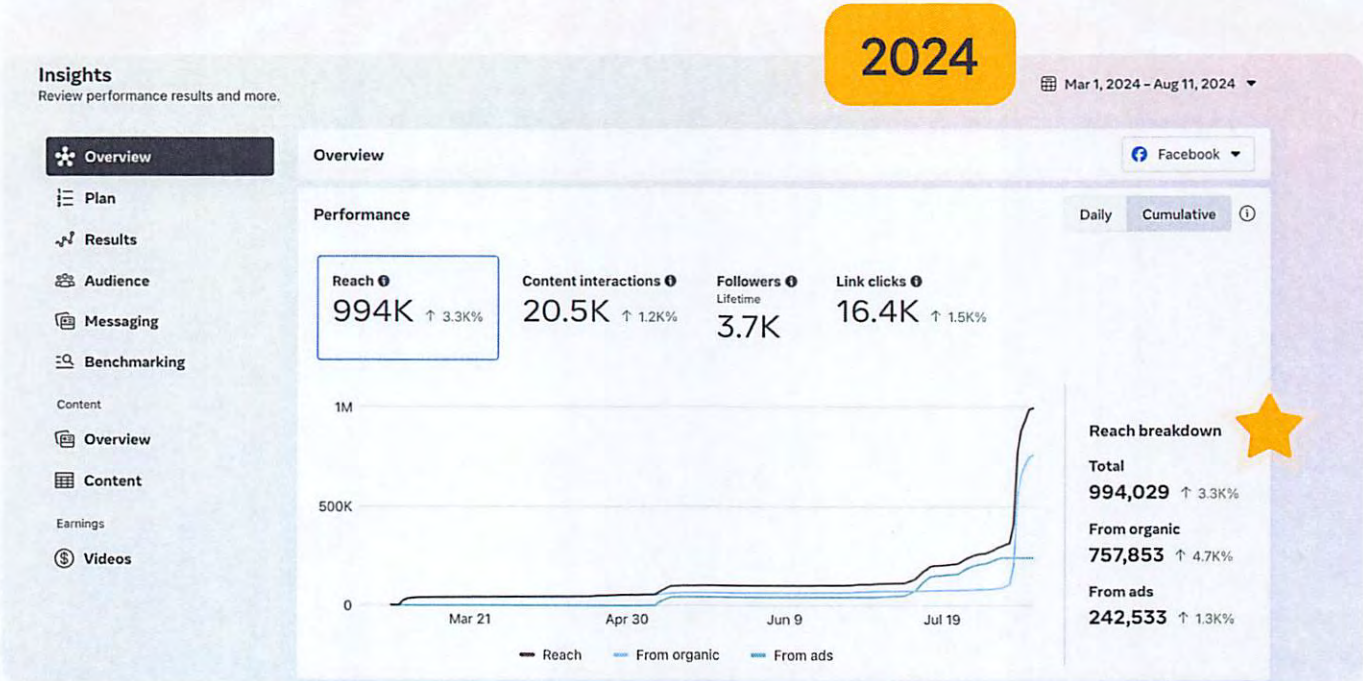 2024
Insights
Review performance results and more.
Mar 1, 2024 – Aug 11, 2024
Overview
Plan
Results
Audience
Messaging
Benchmarking
Content
Overview
Content
Earnings
Videos
Overview
Facebook
Performance
Daily Cumulative
Reach
994K ↑ 3.3K%
Content interactions
20.5K ↑ 1.2K%
Followers
Lifetime
3.7K
Link clicks
16.4K ↑ 1.5K%
1M
500K
0
Mar 21 Apr 30 Jun 9 Jul 19
Reach From organic From ads
Reach breakdown
Total
994,029 ↑ 3.3K%
From organic
757,853 ↑ 4.7K%
From ads
242,533 ↑ 1.3K%